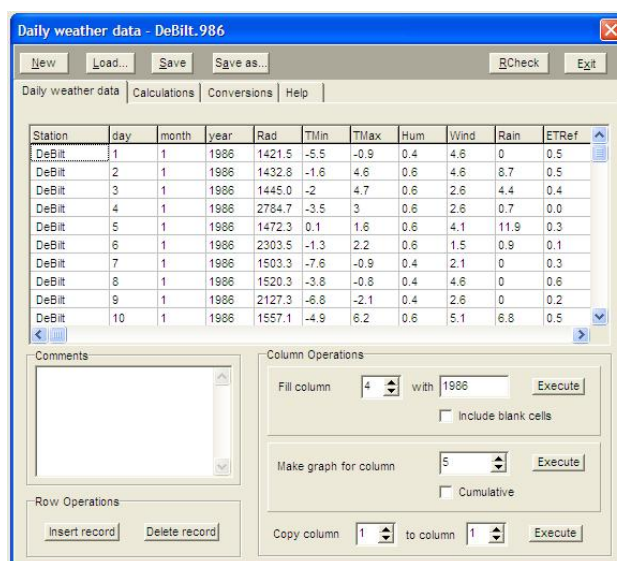 Daily weather data - DeBilt.986
New Load... Save Save as... RCheck Exit
Daily weather data Calculations Conversions Help
Station day month year Rad TMin TMax Hum Wind Rain ETRef
DeBilt 1 1 1986 1421.5 -5.5 -0.9 0.4 4.6 0 0.5
DeBilt 2 1 1986 1432.8 -1.6 4.6 0.6 4.6 8.7 0.5
DeBilt 3 1 1986 1445.0 -2 4.7 0.6 2.6 4.4 0.4
DeBilt 4 1 1986 2784.7 -3.5 3 0.6 2.6 0.7 0.0
DeBilt 5 1 1986 1472.3 0.1 1.6 0.6 4.1 11.9 0.3
DeBilt 6 1 1986 2303.5 -1.3 2.2 0.6 1.5 0.9 0.1
DeBilt 7 1 1986 1503.3 -7.6 -0.9 0.4 2.1 0 0.3
DeBilt 8 1 1986 1520.3 -3.8 -0.8 0.4 4.6 0 0.6
DeBilt 9 1 1986 2127.3 -6.8 -2.1 0.4 2.6 0 0.2
DeBilt 10 1 1986 1557.1 -4.9 6.2 0.6 5.1 6.8 0.5
Comments
Column Operations
Fill column 4 with 1986 Execute
Include blank cells
Make graph for column 5 Execute
Cumulative
Row Operations
Insert record Delete record
Copy column 1 to column 1 Execute